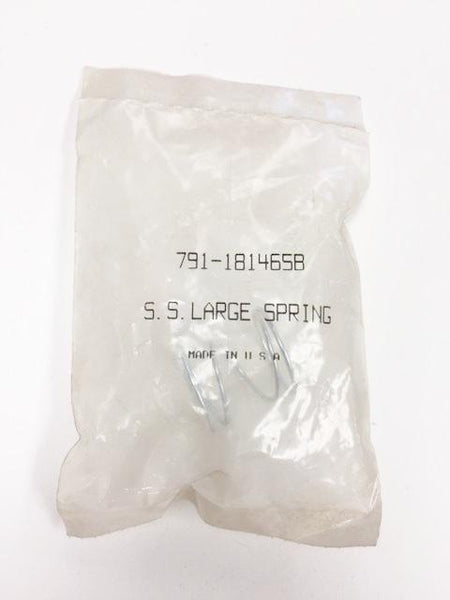 791-181465B
S.S. LARGE SPRING
MADE IN U S A